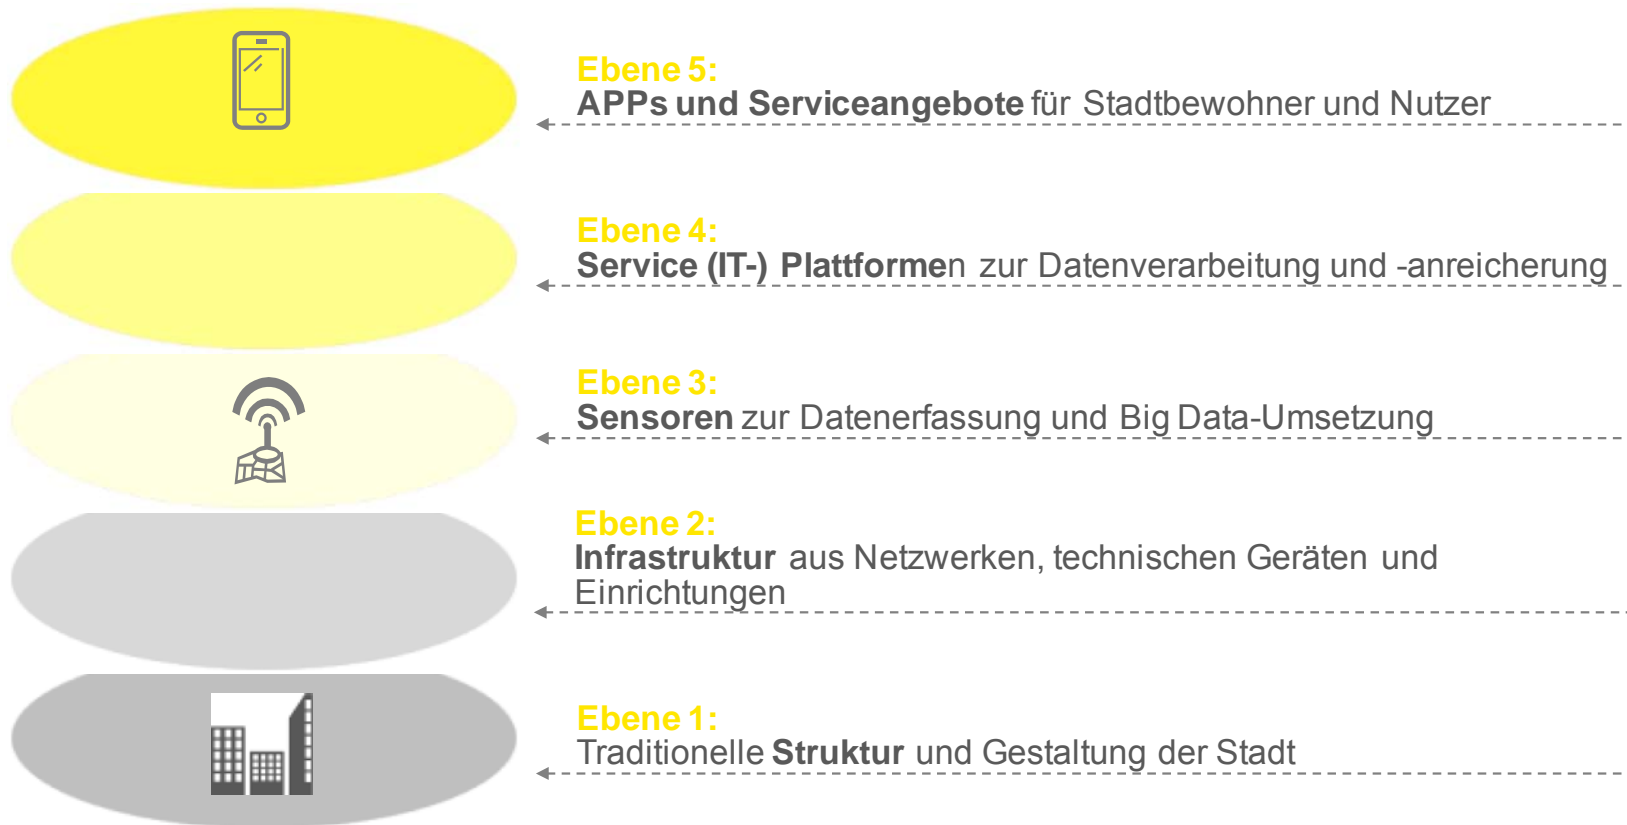 Ebene 5:
APPs und Serviceangebote für Stadtbewohner und Nutzer
Ebene 4:
Service (IT-) Plattformen zur Datenverarbeitung und -anreicherung
Ebene 3:
Sensoren zur Datenerfassung und Big Data-Umsetzung
Ebene 2:
Infrastruktur aus Netzwerken, technischen Geräten und
Einrichtungen
Ebene 1:
Traditionelle Struktur und Gestaltung der Stadt